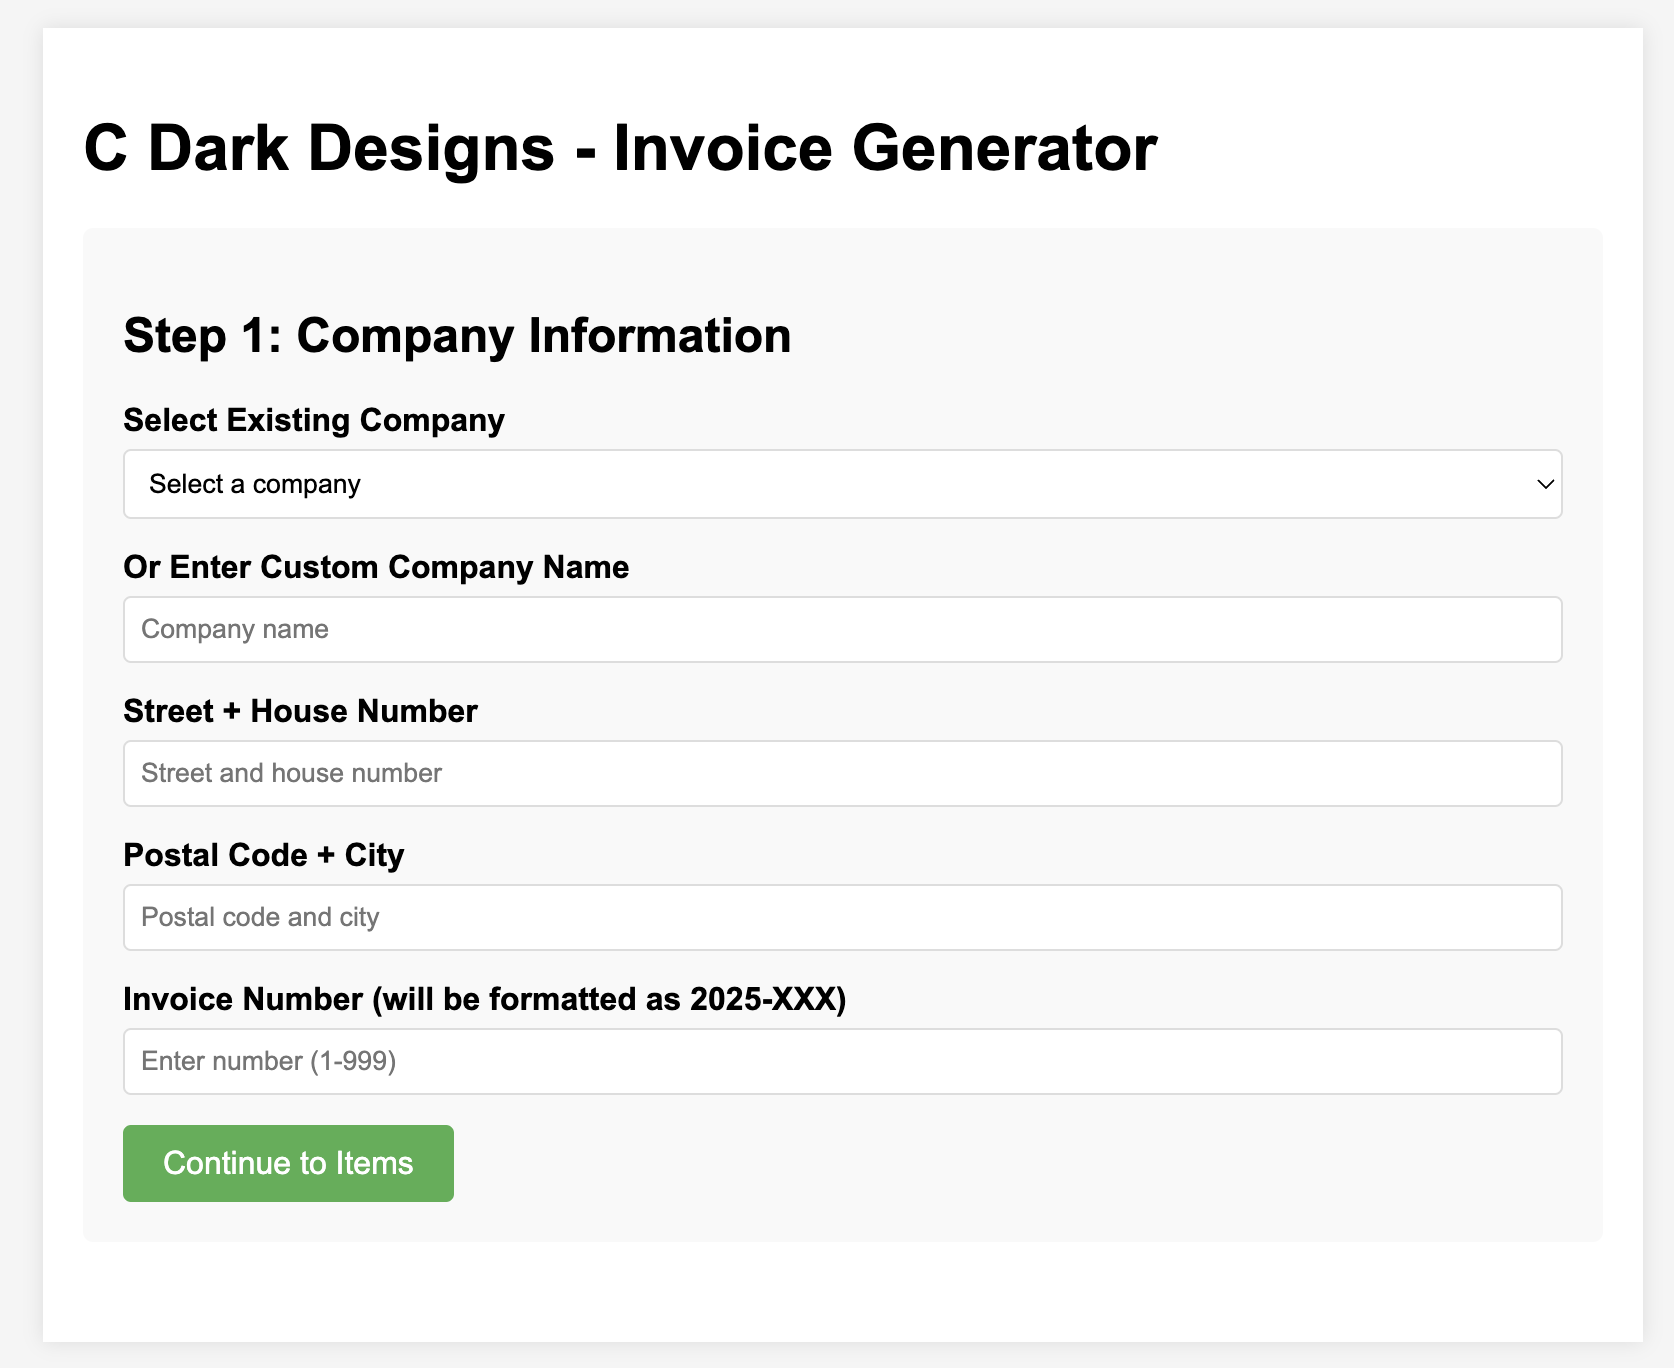 C Dark Designs - Invoice Generator
Step 1: Company Information
Select Existing Company
Select a company
Or Enter Custom Company Name
Company name
Street + House Number
Street and house number
Postal Code + City
Postal code and city
Invoice Number (will be formatted as 2025-XXX)
Enter number (1-999)
Continue to Items